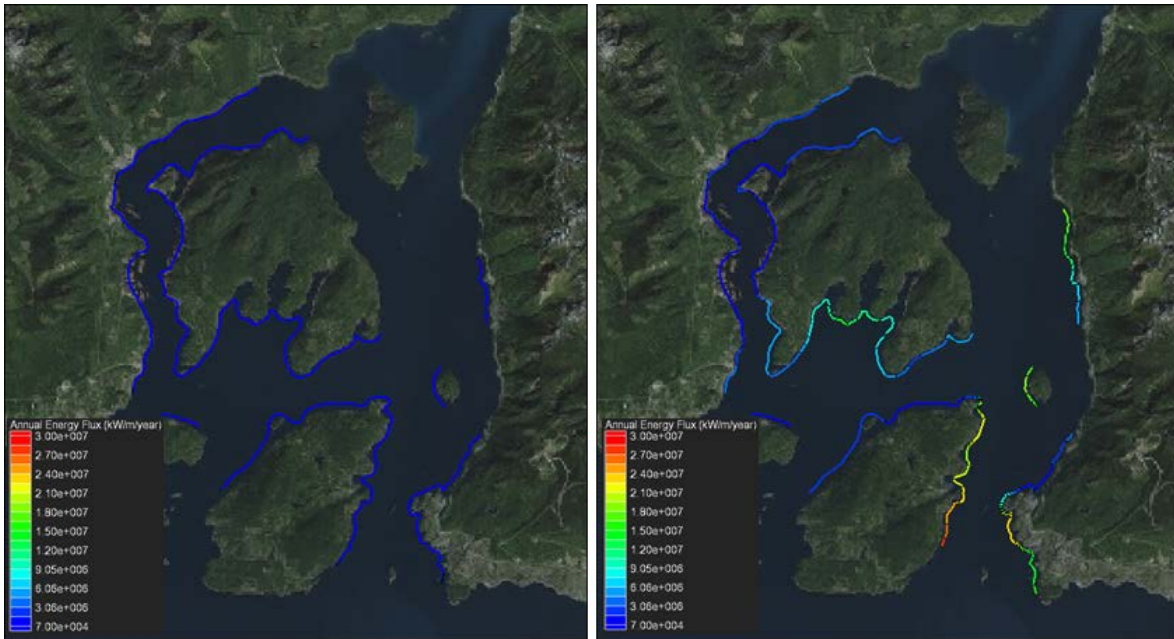 Annual Energy Flux (kW/m/year)
3.00e+007
2.70e+007
2.40e+007
2.10e+007
1.80e+007
1.50e+007
1.20e+007
9.05e+006
6.06e+006
3.06e+006
7.00e+004
Annual Energy Flux (kW/m/year)
3.00e+007
2.70e+007
2.40e+007
2.10e+007
1.80e+007
1.50e+007
1.20e+007
9.05e+006
6.06e+006
3.06e+006
7.00e+004